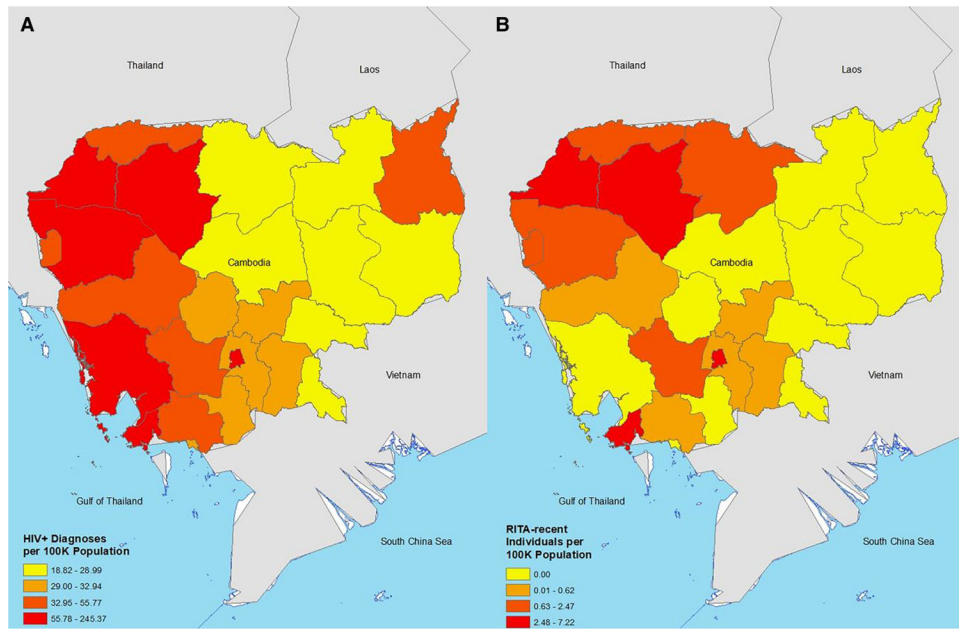 A
Thailand
Laos
Cambodia
Vietnam
Gulf of Thailand
South China Sea
HIV+ Diagnoses
per 100K Population
18.82 - 28.99
29.00 - 32.94
32.95 - 55.77
55.78 - 245.37
B
Thailand
Laos
Cambodia
Vietnam
Gulf of Thailand
South China Sea
RITA-recent
Individuals per
100K Population
0.00
0.01 - 0.62
0.63 - 2.47
2.48 - 7.22